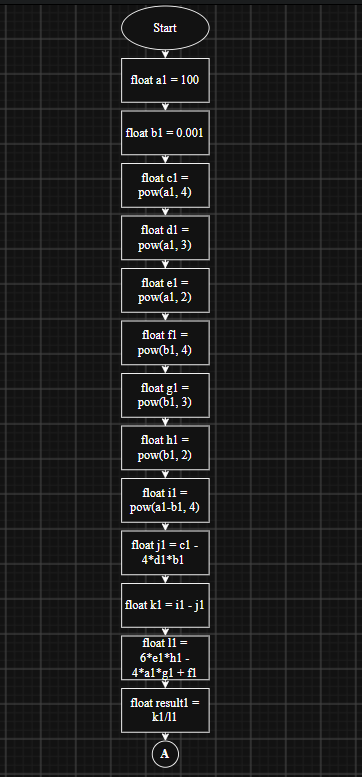 Start
float a1 = 100
float b1 = 0.001
float c1 =
pow(a1, 4)
float d1 =
pow(a1, 3)
float e1 =
pow(a1, 2)
float f1 =
pow(b1, 4)
float g1 =
pow(b1, 3)
float h1 =
pow(b1, 2)
float i1 =
pow(a1-b1, 4)
float j1 = c1 -
4*d1*b1
float k1 = i1 - j1
float l1 =
6*e1*h1 -
4*a1*g1 + f1
float result1 =
k1/l1
A